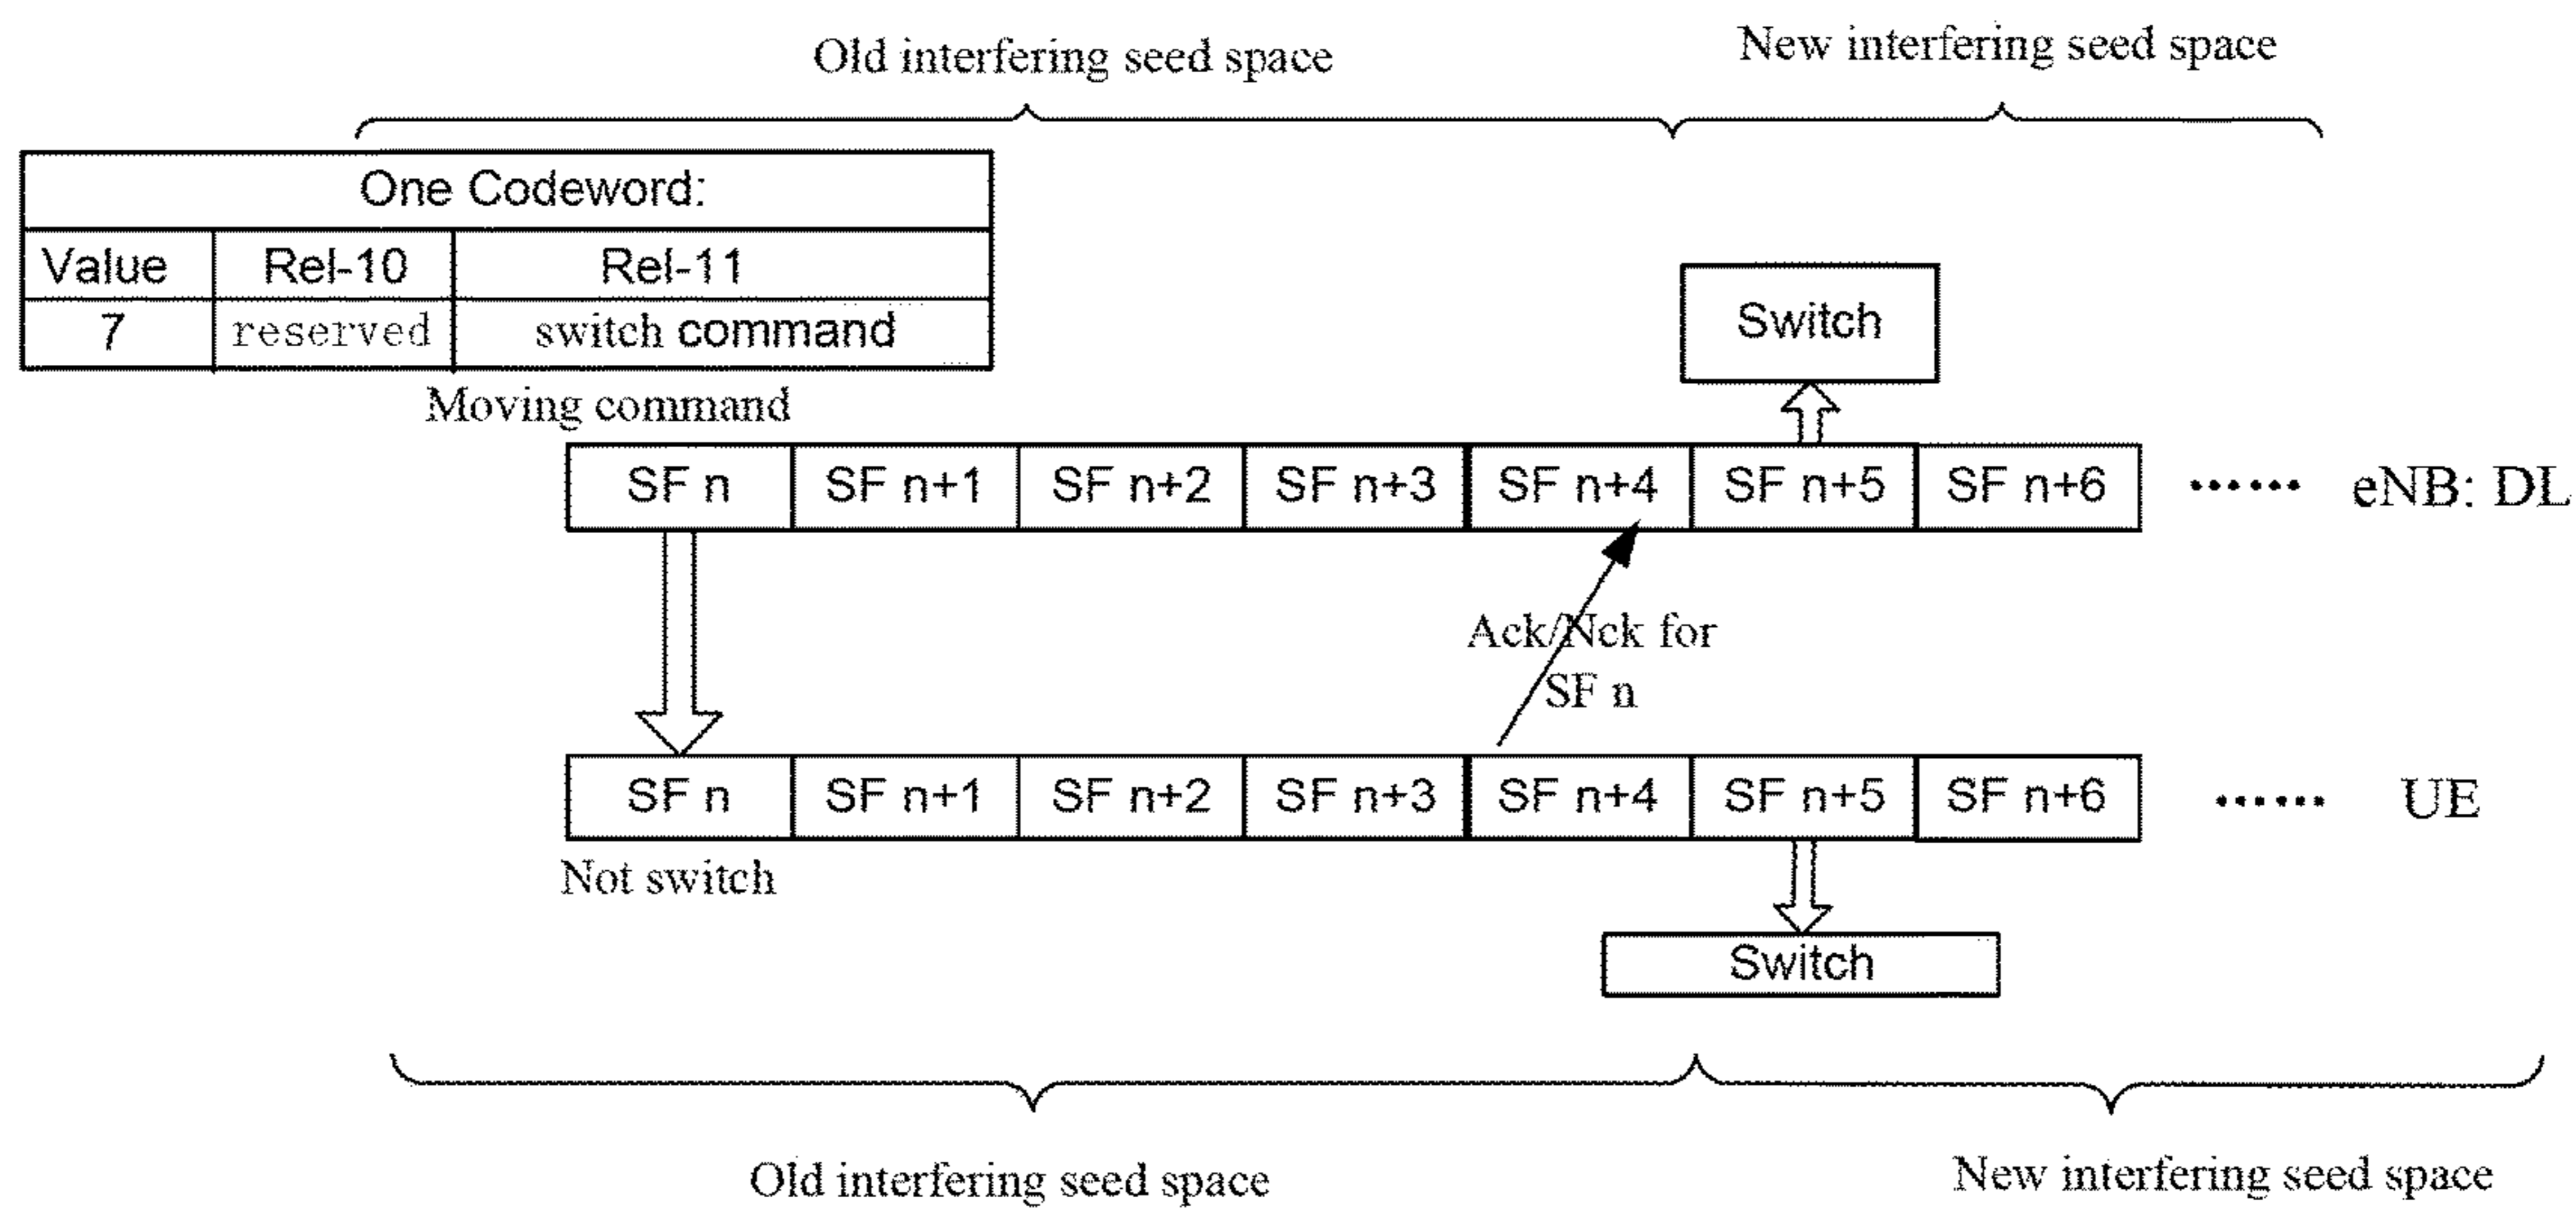 Old interfering seed space
New interfering seed space
One Codeword:
Value Rel-10 Rel-11
7 reserved switch command
Moving command
Switch
SF n SF n+1 SF n+2 SF n+3 SF n+4 SF n+5 SF n+6 ...... eNB: DL
Ack/Nck for
SF n
SF n SF n+1 SF n+2 SF n+3 SF n+4 SF n+5 SF n+6 ...... UE
Not switch
Switch
Old interfering seed space
New interfering seed space